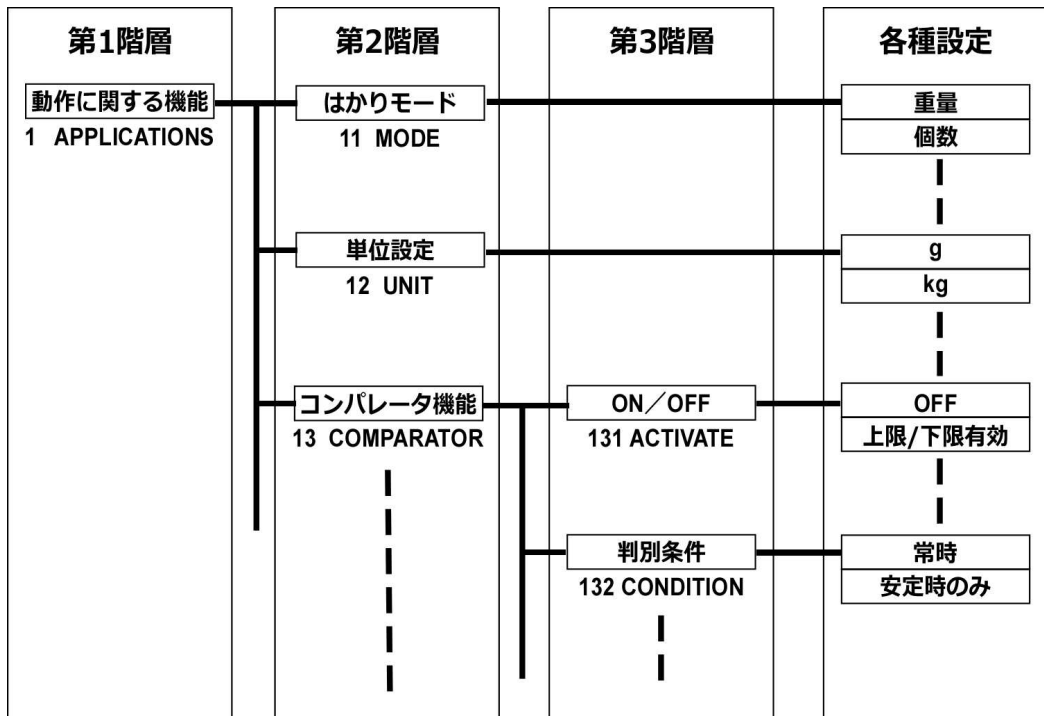 第1階層
第2階層
第3階層
各種設定
動作に関する機能
1 APPLICATIONS
はかりモード
11 MODE
重量
個数
単位設定
12 UNIT
g
kg
コンパレータ機能
13 COMPARATOR
ON／OFF
131 ACTIVATE
OFF
上限/下限有効
判別条件
132 CONDITION
常時
安定時のみ